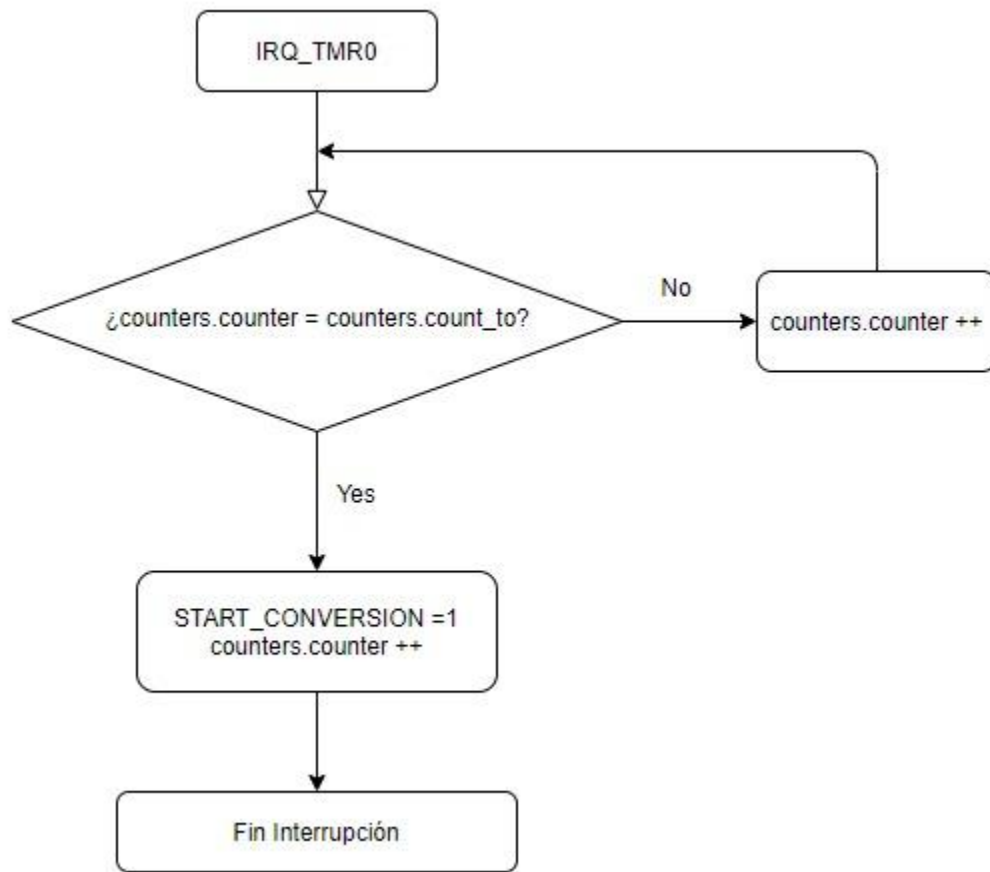 IRQ_TMR0
¿counters.counter = counters.count_to?
No
counters.counter ++
Yes
START_CONVERSION =1
counters.counter ++
Fin Interrupción